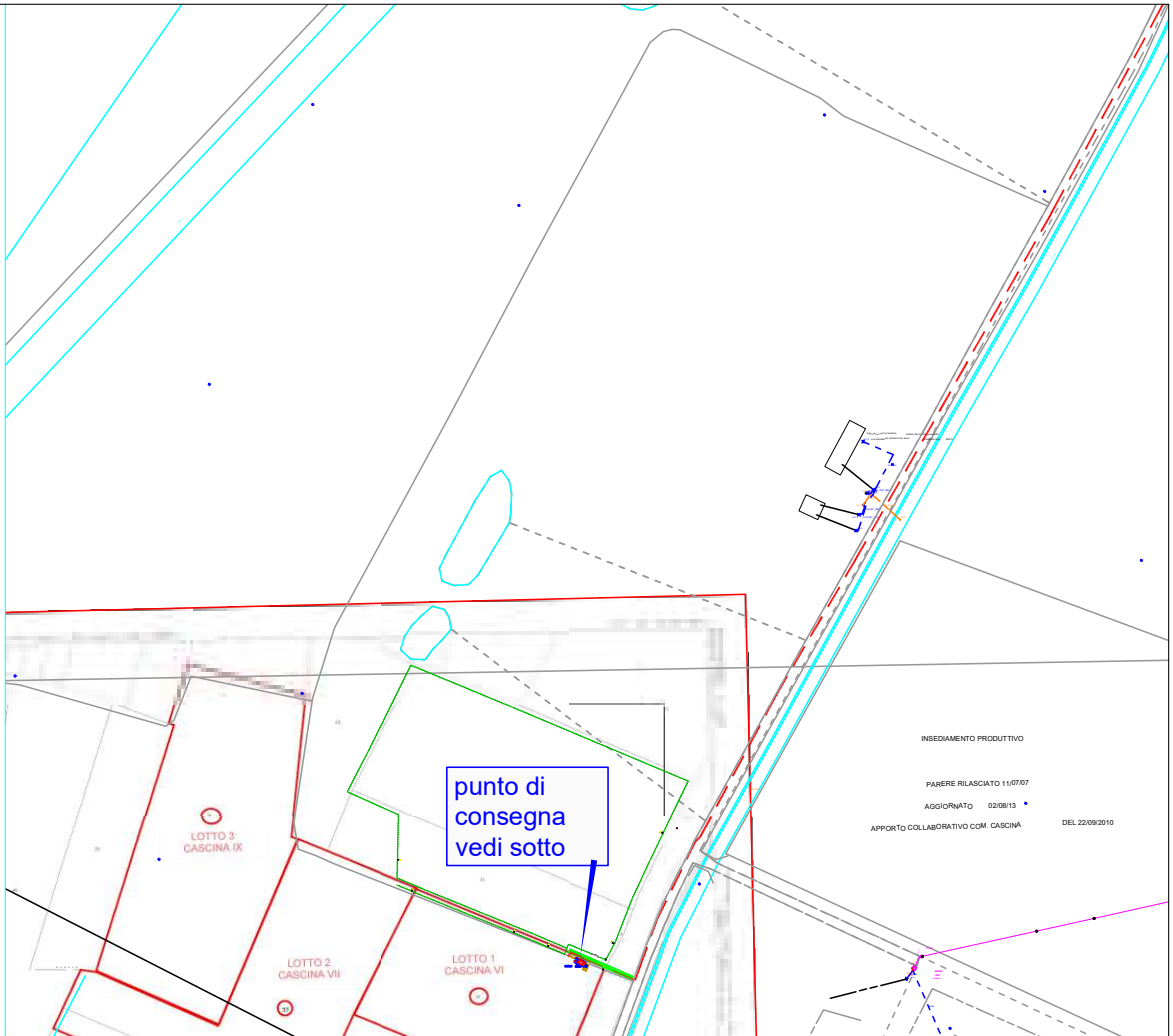 INSEDIAMENTO PRODUTTIVO
PARERE RILASCIATO 11/07/07
AGGIORNATO 02/08/13
APPORTO COLLABORATIVO COM. CASCINA DEL 22/09/2010
punto di
consegna
vedi sotto
LOTTO 3
CASCINA IX
LOTTO 2
CASCINA VII
37
LOTTO 1
CASCINA VI